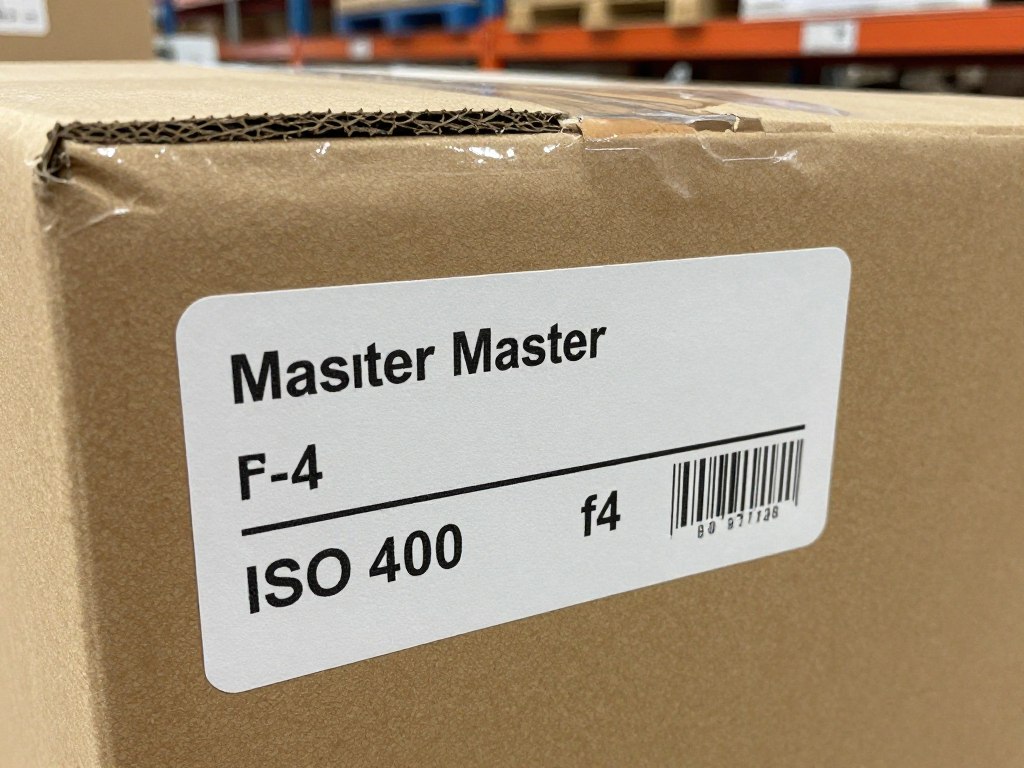 Masıter Master
F-4
ISO 400
f4